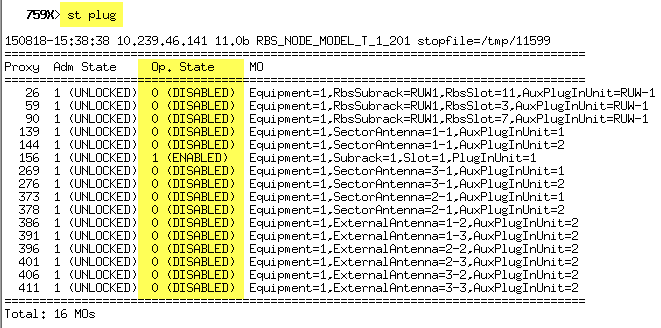 759X> st plug
150818-15:38:38 10.239.46.141 11.0b RBS_NODE_MODEL_T_1_201 stopfile=/tmp/11599
===================================================================================
Proxy  Adm State     Op. State     MO
===================================================================================
   26  1 (UNLOCKED)  0 (DISABLED)  Equipment=1,RbsSubrack=RUW1,RbsSlot=11,AuxPlugInUnit=RUW-1
   59  1 (UNLOCKED)  0 (DISABLED)  Equipment=1,RbsSubrack=RUW1,RbsSlot=3,AuxPlugInUnit=RUW-1
   90  1 (UNLOCKED)  0 (DISABLED)  Equipment=1,RbsSubrack=RUW1,RbsSlot=7,AuxPlugInUnit=RUW-1
  139  1 (UNLOCKED)  0 (DISABLED)  Equipment=1,SectorAntenna=1-1,AuxPlugInUnit=1
  144  1 (UNLOCKED)  0 (DISABLED)  Equipment=1,SectorAntenna=1-1,AuxPlugInUnit=2
  156  1 (UNLOCKED)  1 (ENABLED)   Equipment=1,Subrack=1,Slot=1,PlugInUnit=1
  269  1 (UNLOCKED)  0 (DISABLED)  Equipment=1,SectorAntenna=3-1,AuxPlugInUnit=1
  276  1 (UNLOCKED)  0 (DISABLED)  Equipment=1,SectorAntenna=3-1,AuxPlugInUnit=2
  373  1 (UNLOCKED)  0 (DISABLED)  Equipment=1,SectorAntenna=2-1,AuxPlugInUnit=1
  378  1 (UNLOCKED)  0 (DISABLED)  Equipment=1,SectorAntenna=2-1,AuxPlugInUnit=2
  386  1 (UNLOCKED)  0 (DISABLED)  Equipment=1,ExternalAntenna=1-2,AuxPlugInUnit=2
  391  1 (UNLOCKED)  0 (DISABLED)  Equipment=1,ExternalAntenna=1-3,AuxPlugInUnit=2
  396  1 (UNLOCKED)  0 (DISABLED)  Equipment=1,ExternalAntenna=2-2,AuxPlugInUnit=2
  401  1 (UNLOCKED)  0 (DISABLED)  Equipment=1,ExternalAntenna=2-3,AuxPlugInUnit=2
  406  1 (UNLOCKED)  0 (DISABLED)  Equipment=1,ExternalAntenna=3-2,AuxPlugInUnit=2
  411  1 (UNLOCKED)  0 (DISABLED)  Equipment=1,ExternalAntenna=3-3,AuxPlugInUnit=2
===================================================================================
Total: 16 MOs